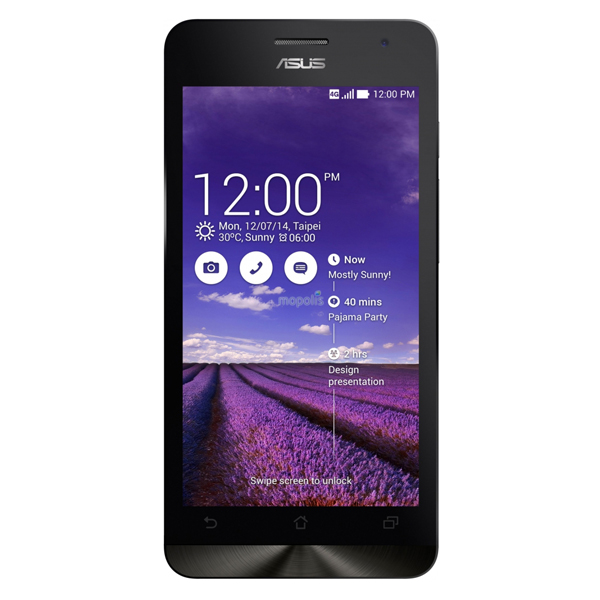 ASUS
4G 12:00 PM
12:00 PM
Mon, 12/07/14, Taipei
30ºC, Sunny 06:00
Now
Mostly Sunny!
mopolis
40 mins
Pajama Party
2 hrs
Design
presentation
Swipe screen to unlock